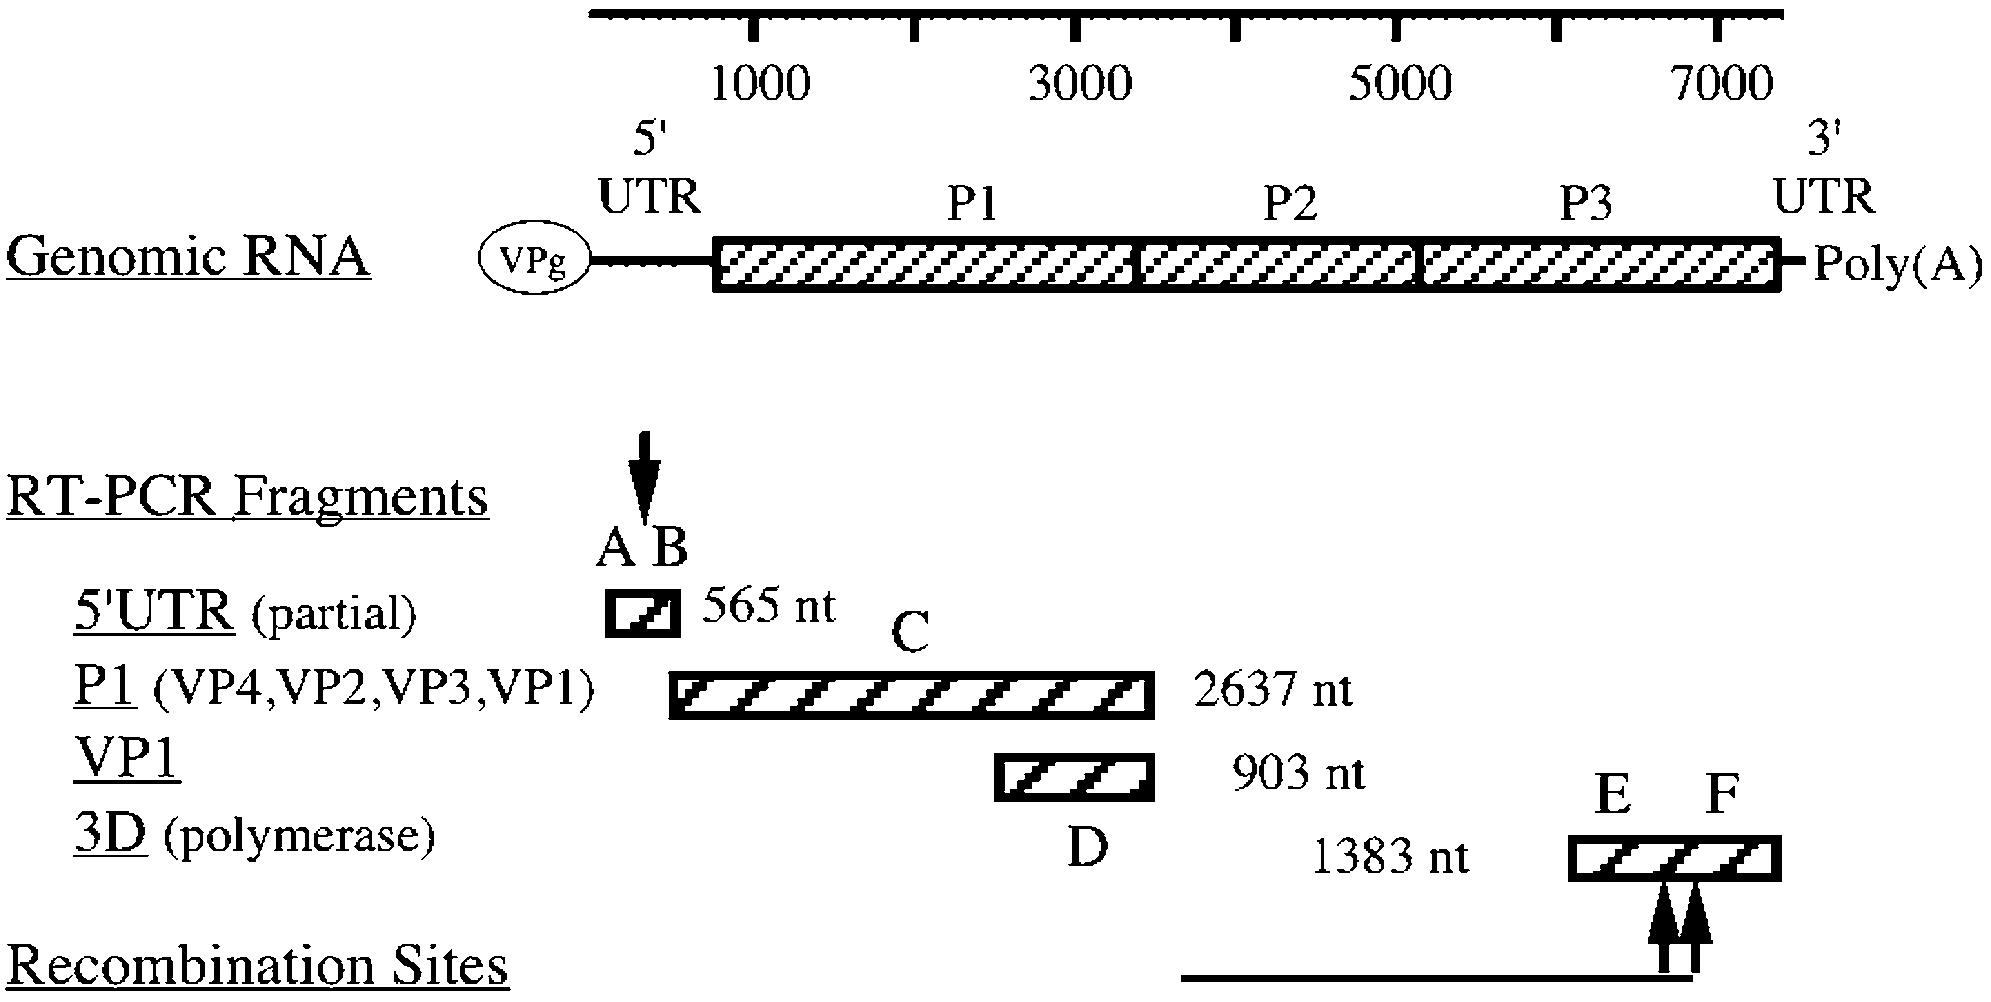 1000 3000 5000 7000
5' 3'
UTR P1 P2 P3 UTR
Genomic RNA VPg Poly(A)
RT-PCR Fragments
A B
5'UTR (partial) 565 nt C
P1 (VP4,VP2,VP3,VP1) 2637 nt
VP1 903 nt E F
3D (polymerase) D 1383 nt
Recombination Sites